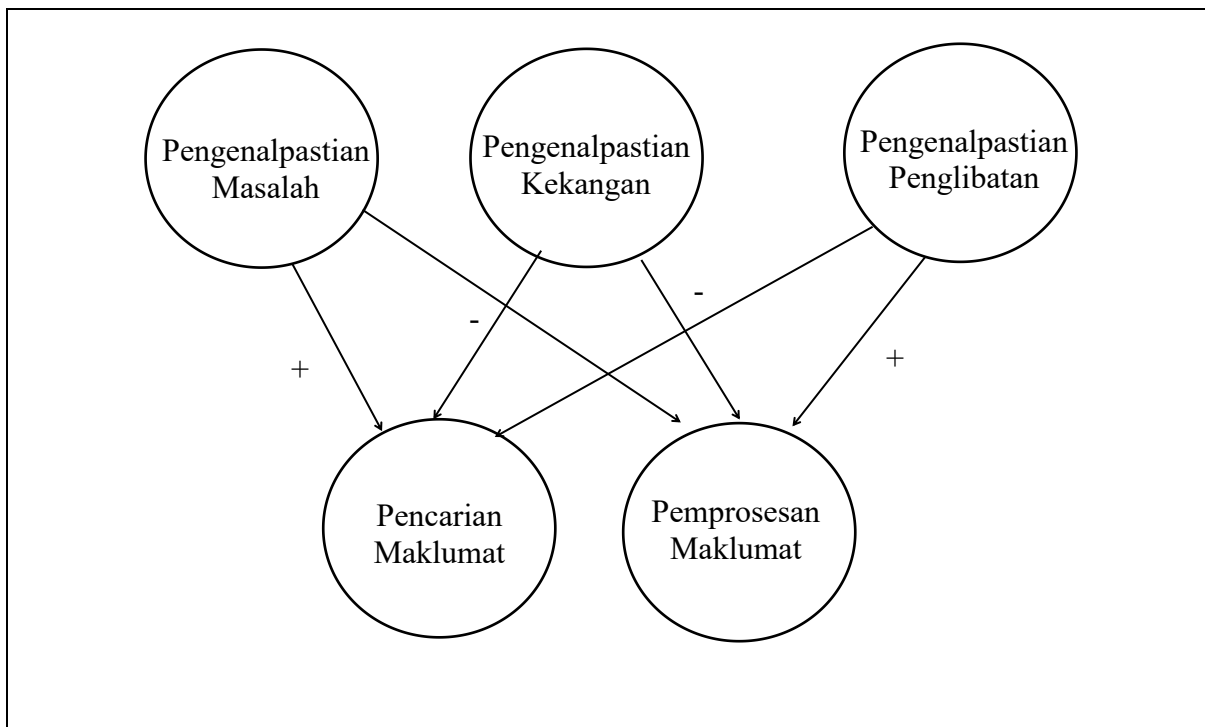 Pengenalpastian
Masalah
Pengenalpastian
Kekangan
Pengenalpastian
Penglibatan
-
-
+
+
Pencarian
Maklumat
Pemprosesan
Maklumat